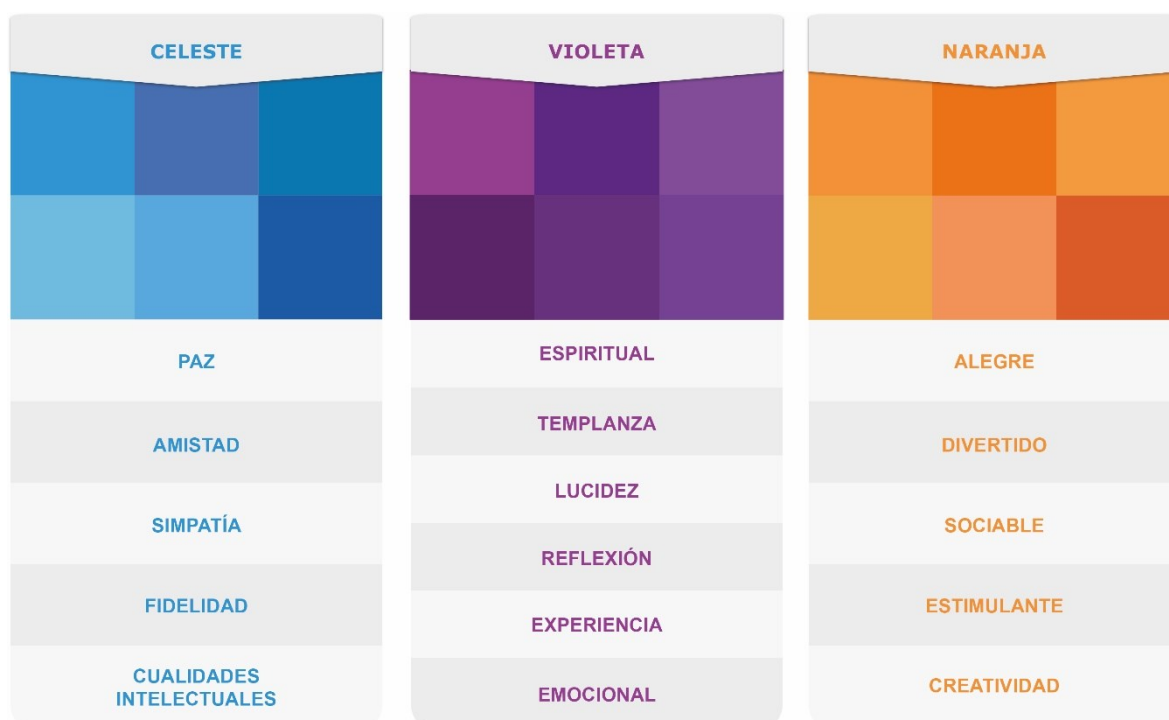 CELESTE
PAZ
AMISTAD
SIMPATÍA
FIDELIDAD
CUALIDADES
INTELECTUALES
VIOLETA
ESPIRITUAL
TEMPLANZA
LUCIDEZ
REFLEXIÓN
EXPERIENCIA
EMOCIONAL
NARANJA
ALEGRE
DIVERTIDO
SOCIABLE
ESTIMULANTE
CREATIVIDAD